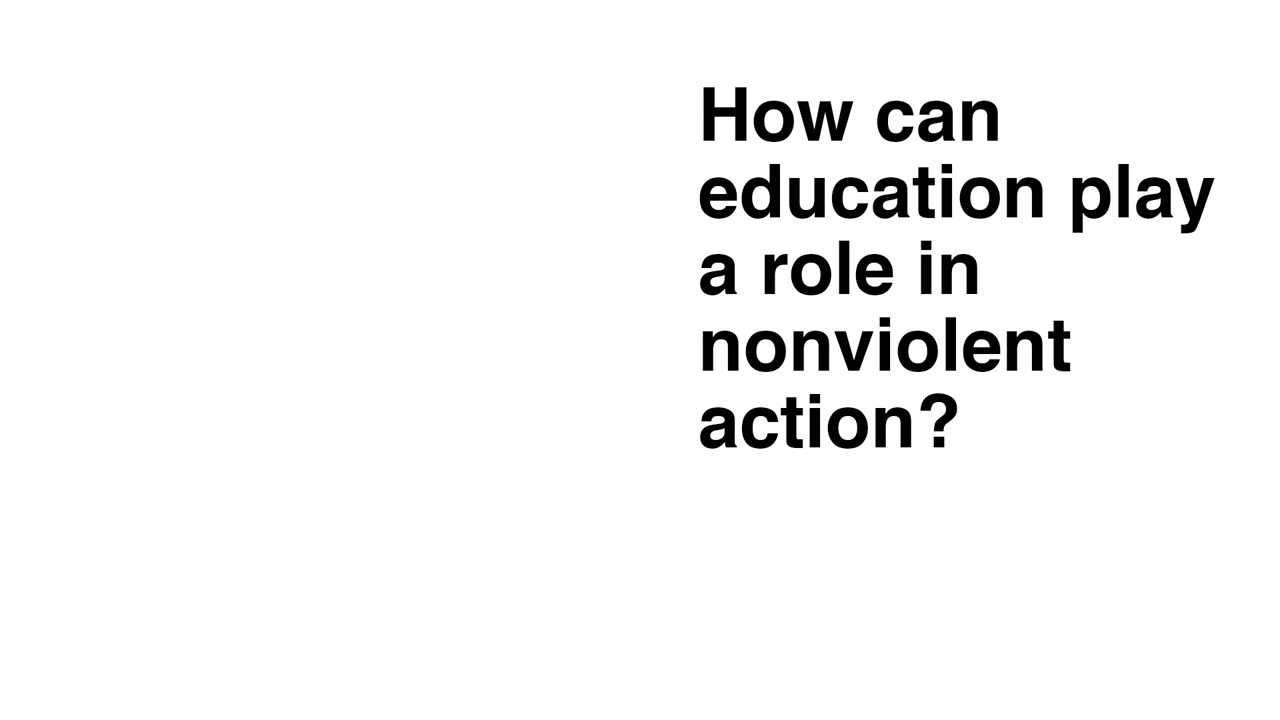 How can
education play
a role in
nonviolent
action?